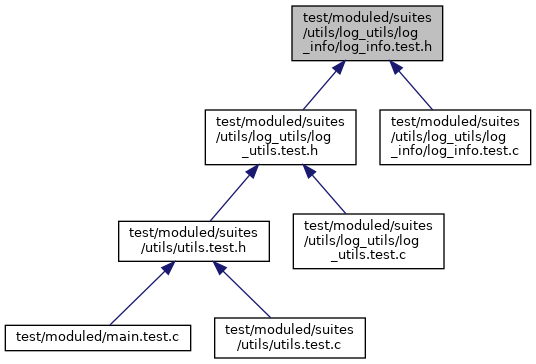 test/moduled/suites
/utils/log_utils/log
_info/log_info.test.h
test/moduled/suites
/utils/log_utils/log
_utils.test.h
test/moduled/suites
/utils/log_utils/log
_info/log_info.test.c
test/moduled/suites
/utils/utils.test.h
test/moduled/suites
/utils/log_utils/log
_utils.test.c
test/moduled/main.test.c
test/moduled/suites
/utils/utils.test.c